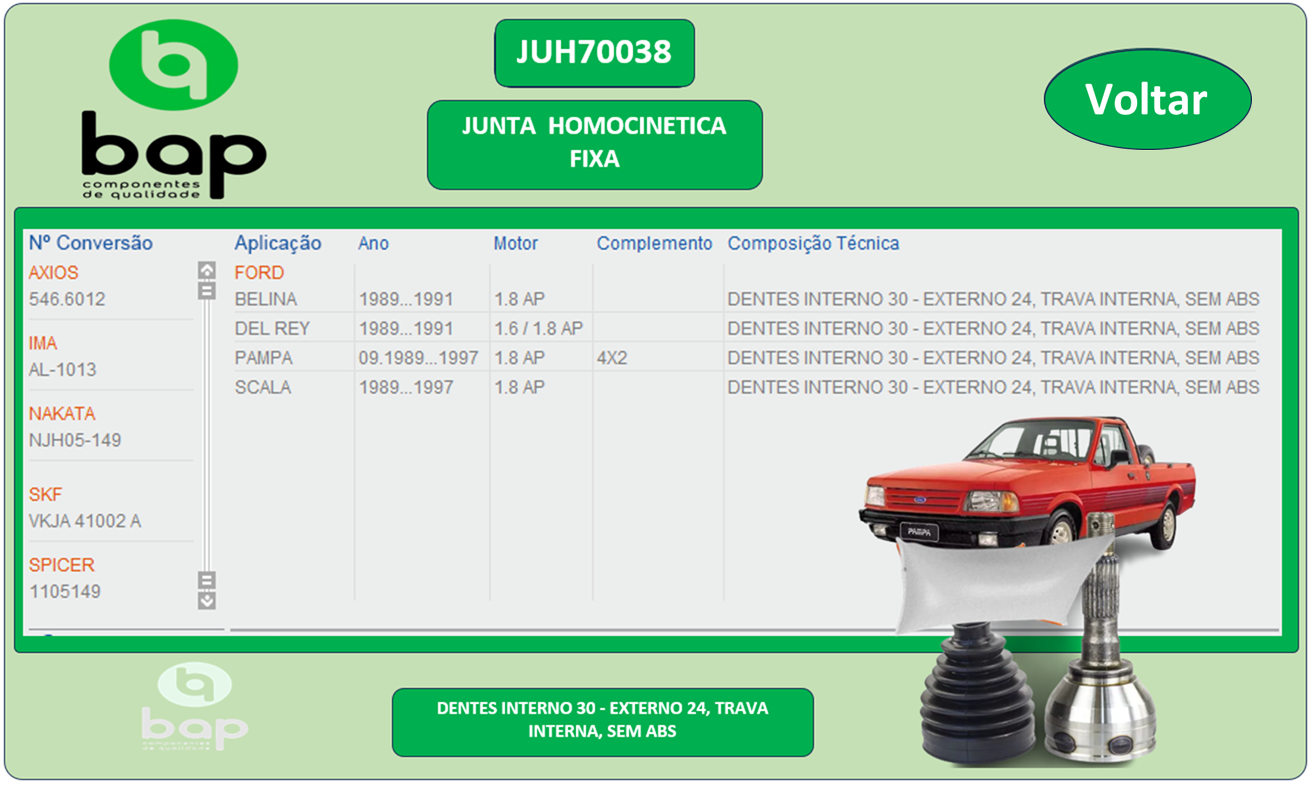 bap
componentes
de qualidade
JUH70038
JUNTA HOMOCINETICA
FIXA
Voltar
Nº Conversão
AXIOS
546.6012
IMA
AL-1013
NAKATA
NJH05-149
SKF
VKJA 41002 A
SPICER
1105149
Aplicação Ano Motor Complemento Composição Técnica
FORD
BELINA 1989...1991 1.8 AP DENTES INTERNO 30 - EXTERNO 24, TRAVA INTERNA, SEM ABS
DEL REY 1989...1991 1.6 / 1.8 AP DENTES INTERNO 30 - EXTERNO 24, TRAVA INTERNA, SEM ABS
PAMPA 09.1989...1997 1.8 AP 4X2 DENTES INTERNO 30 - EXTERNO 24, TRAVA INTERNA, SEM ABS
SCALA 1989...1997 1.8 AP DENTES INTERNO 30 - EXTERNO 24, TRAVA INTERNA, SEM ABS
Ford
PAMPA
bap
componentes
de qualidade
DENTES INTERNO 30 - EXTERNO 24, TRAVA
INTERNA, SEM ABS